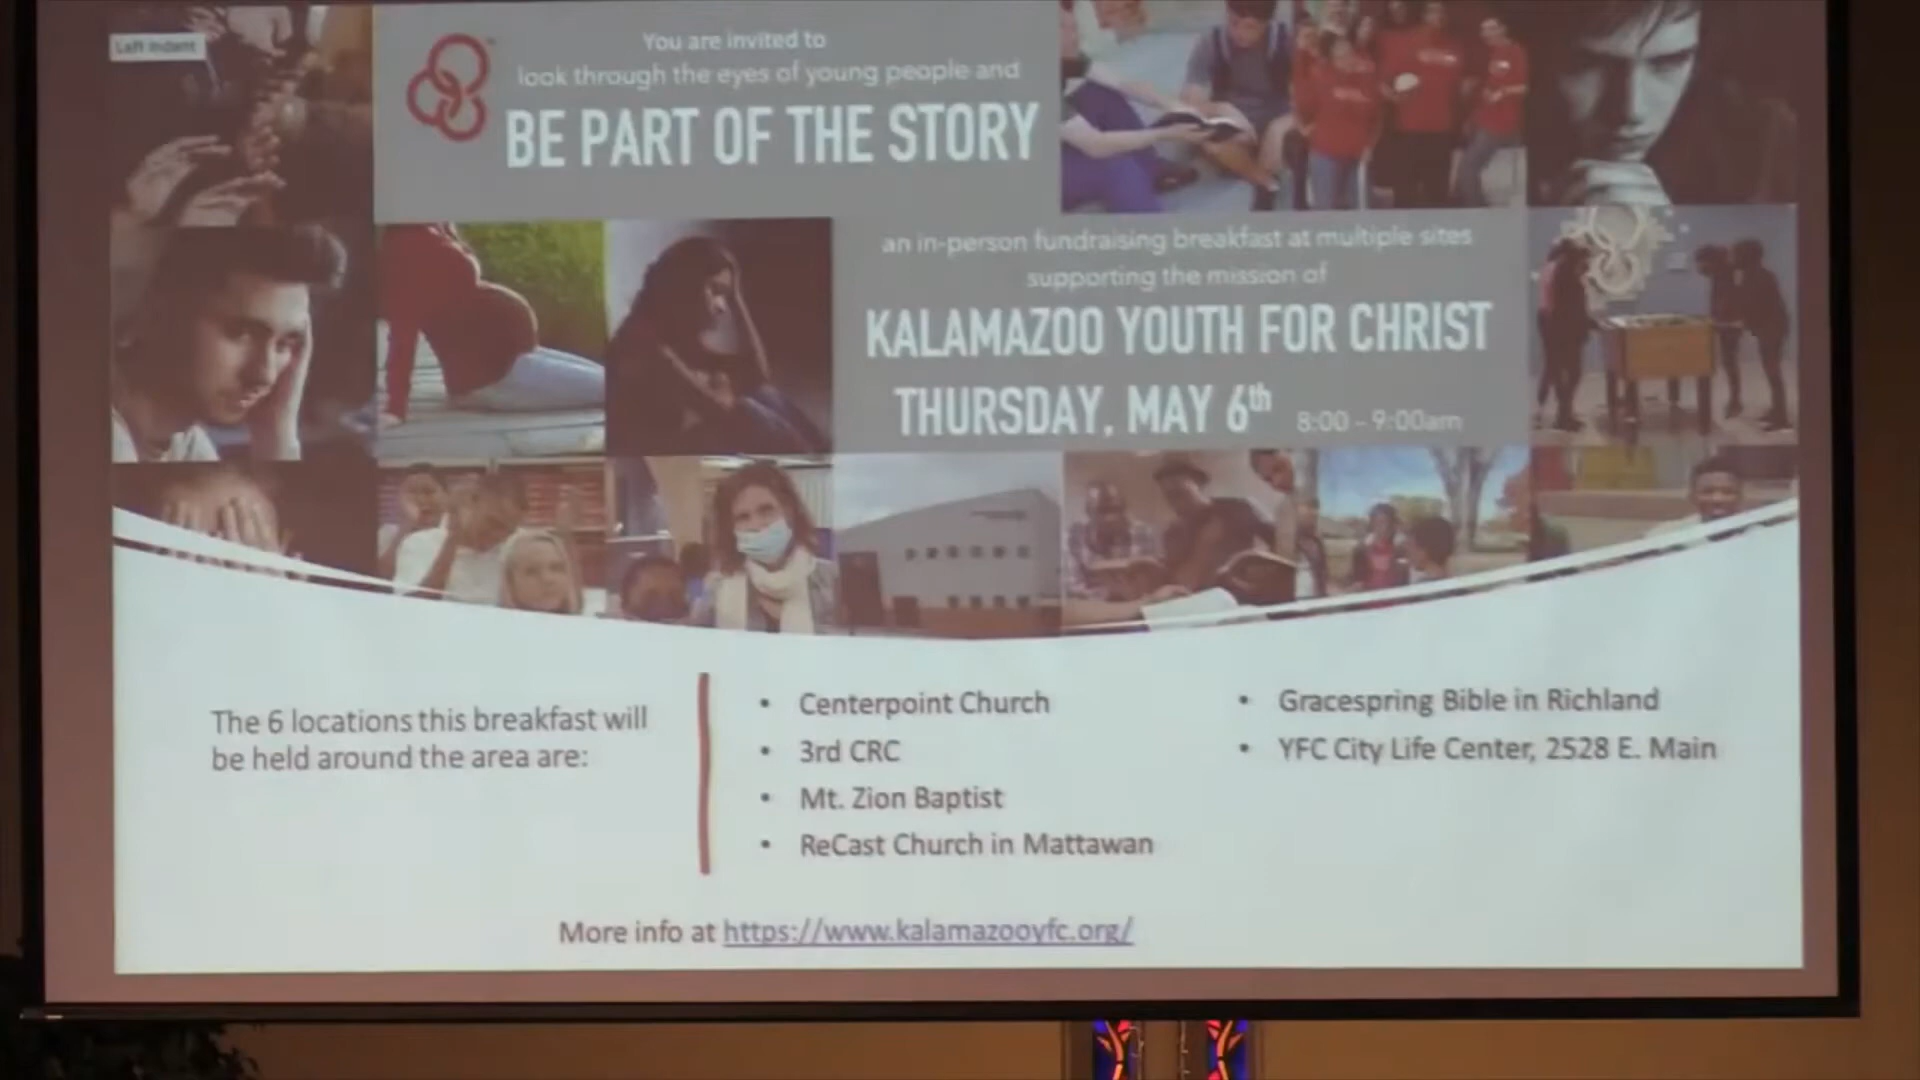 Left Indent
You are invited to
look through the eyes of young people and
BE PART OF THE STORY
an in-person fundraising breakfast at multiple sites
supporting the mission of
KALAMAZOO YOUTH FOR CHRIST
THURSDAY, MAY 6th 8:00 - 9:00am
The 6 locations this breakfast will
be held around the area are:
• Centerpoint Church
• 3rd CRC
• Mt. Zion Baptist
• ReCast Church in Mattawan
• Gracespring Bible in Richland
• YFC City Life Center, 2528 E. Main
More info at https://www.kalamazooyfc.org/